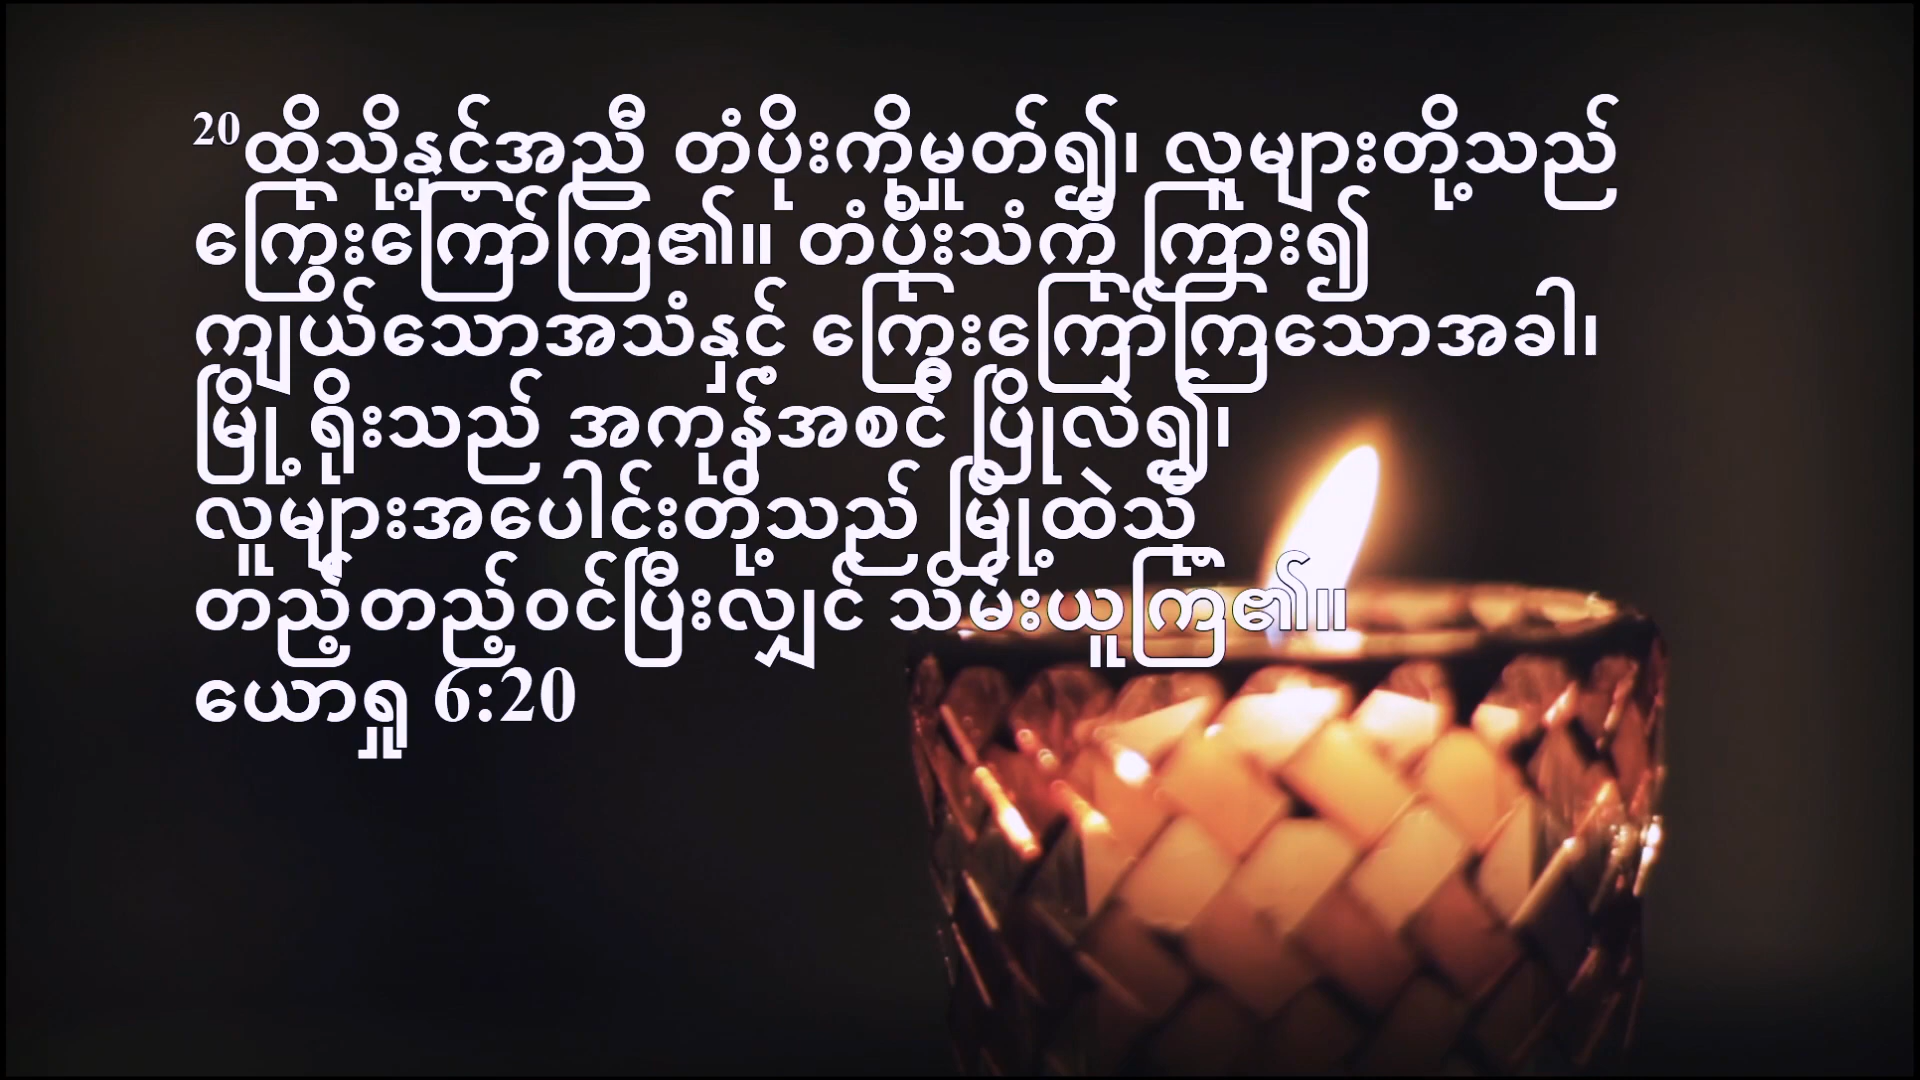 20ထိုသို့နှင့်အညီ တံပိုးကိုမှုတ်၍၊ လူများတို့သည်
ကြွေးကြော်ကြ၏။ တံပိုးသံကို ကြား၍
ကျယ်သောအသံနှင့် ကြွေးကြော်ကြသောအခါ၊
မြို့ရိုးသည် အကုန်အစင် ပြိုလဲ၍၊
လူများအပေါင်းတို့သည် မြို့ထဲသို့
တည့်တည့်ဝင်ပြီးလျှင် သိမ်းယူကြ၏။
ယောရှု 6:20